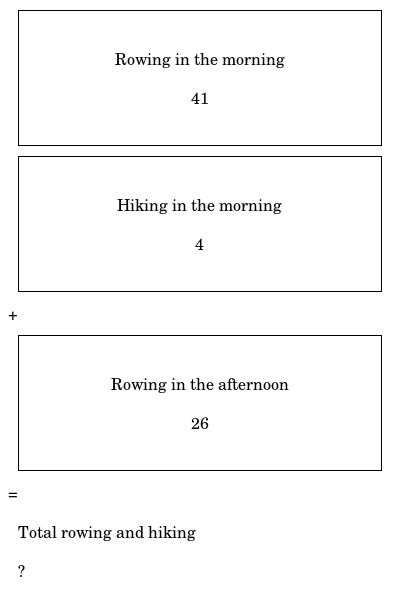 Rowing in the morning
41
Hiking in the morning
4
+
Rowing in the afternoon
26
=
Total rowing and hiking
?